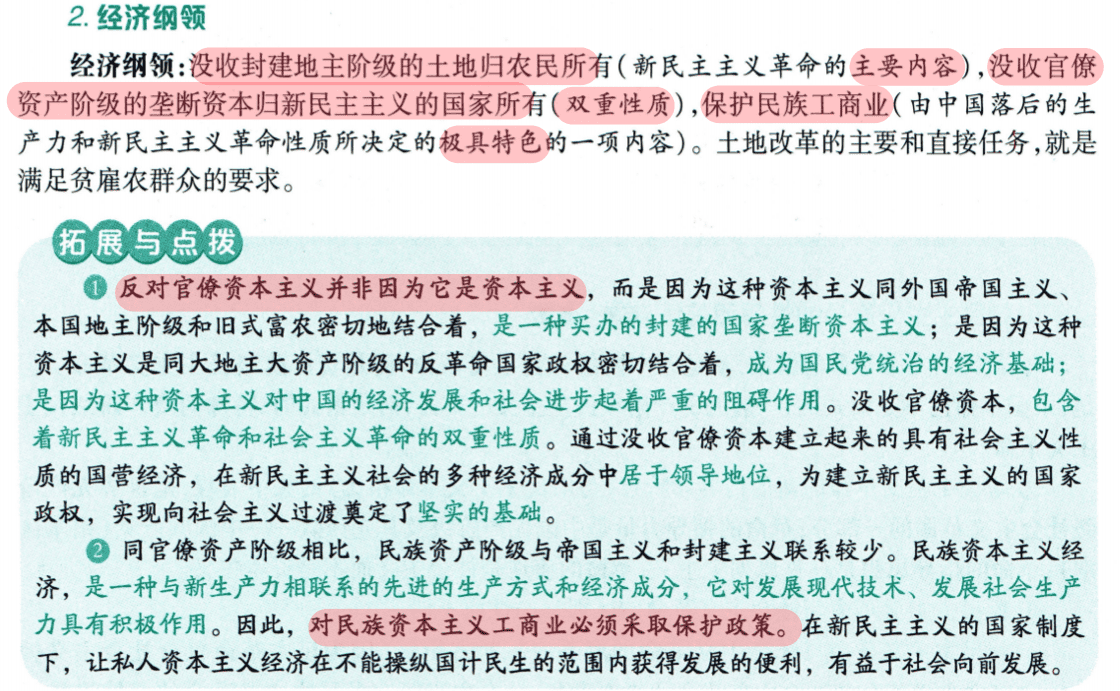 2. 经济纲领
经济纲领:没收封建地主阶级的土地归农民所有(新民主主义革命的主要内容),没收官僚
资产阶级的垄断资本归新民主主义的国家所有(双重性质),保护民族工商业(由中国落后的生
产力和新民主主义革命性质所决定的极具特色的一项内容)。土地改革的主要和直接任务,就是
满足贫雇农群众的要求。
拓展与点拨
❶ 反对官僚资本主义并非因为它是资本主义，而是因为这种资本主义同外国帝国主义、
本国地主阶级和旧式富农密切地结合着，是一种买办的封建的国家垄断资本主义；是因为这种
资本主义是同大地主大资产阶级的反革命国家政权密切结合着，成为国民党统治的经济基础；
是因为这种资本主义对中国的经济发展和社会进步起着严重的阻碍作用。没收官僚资本，包含
着新民主主义革命和社会主义革命的双重性质。通过没收官僚资本建立起来的具有社会主义性
质的国营经济，在新民主主义社会的多种经济成分中居于领导地位，为建立新民主主义的国家
政权，实现向社会主义过渡奠定了坚实的基础。
❷ 同官僚资产阶级相比，民族资产阶级与帝国主义和封建主义联系较少。民族资本主义经
济，是一种与新生产力相联系的先进的生产方式和经济成分，它对发展现代技术、发展社会生产
力具有积极作用。因此，对民族资本主义工商业必须采取保护政策。在新民主主义的国家制度
下，让私人资本主义经济在不能操纵国计民生的范围内获得发展的便利，有益于社会向前发展。